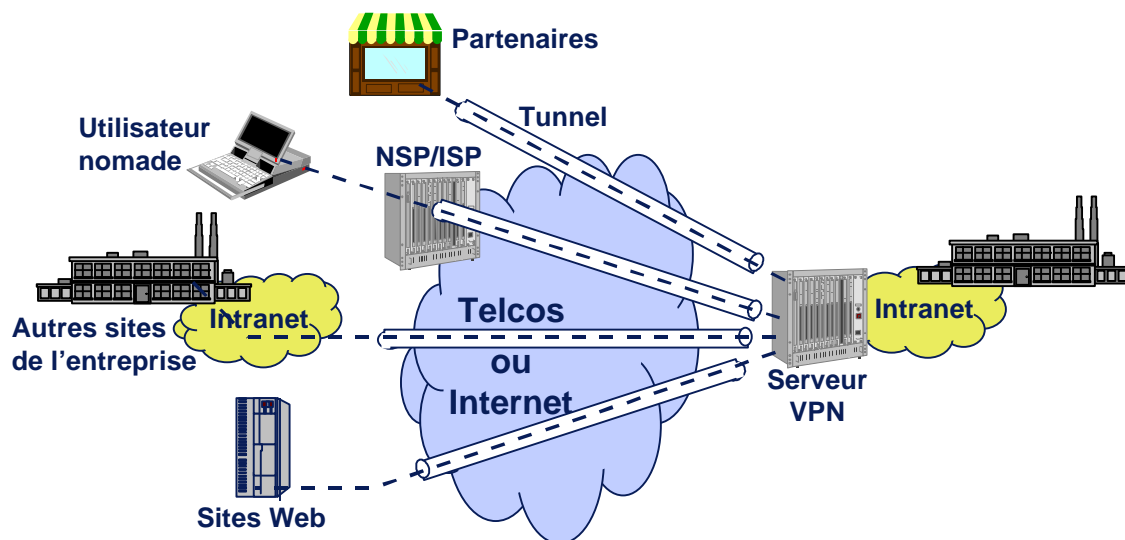 Partenaires
Tunnel
Utilisateur
nomade
NSP/ISP
Intranet
Autres sites
de l’entreprise
Telcos
ou
Internet
Intranet
Serveur
VPN
Sites Web